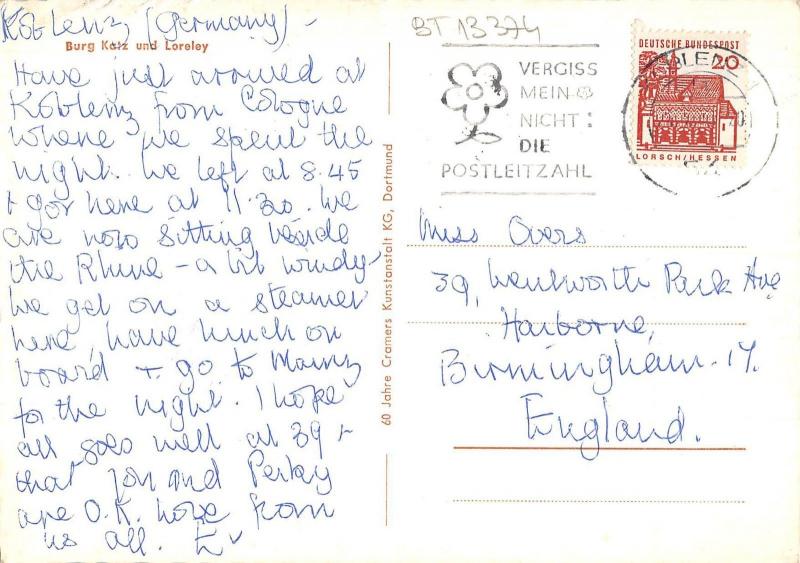 Koblenz (Germany) -
Burg Katz und Loreley
Have just arrived at
Koblenz from Cologne
where we spent the
night. We left at 8.45
+ got here at 11.30. We
are now sitting beside
the Rhine - a bit windy -
We get on a steamer
here, have lunch on
board + go to Mainz
for the night. I hope
all goes well at 39 -
that you and Perky
are O.K. love from
us all. E
60 Jahre Cramers Kunstanstalt KG, Dortmund
BT 13374
VERGISS
MEIN
NICHT:
DIE
POSTLEITZAHL
DEUTSCHE BUNDESPOST
20
LORSCH/HESSEN
Miss Overs
39, Wentworth Park Ave
Harborne,
Birmingham-17.
England.